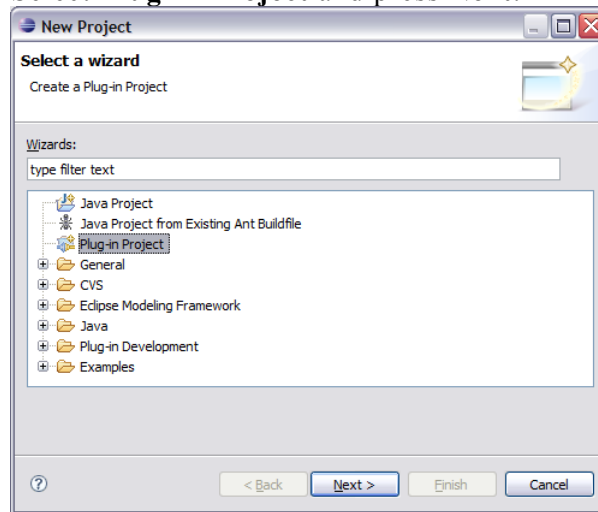 New Project
Select a wizard
Create a Plug-in Project
Wizards:
type filter text
Java Project
Java Project from Existing Ant Buildfile
Plug-in Project
General
CVS
Eclipse Modeling Framework
Java
Plug-in Development
Examples
? < Back Next > Finish Cancel